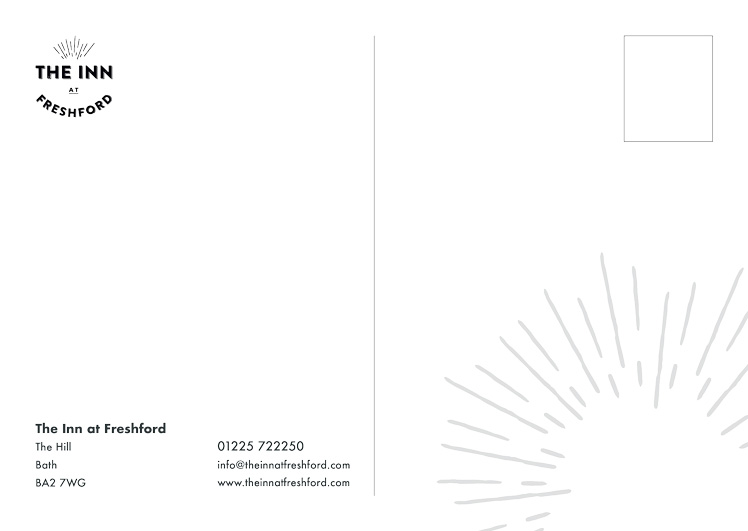 THE INN
AT
FRESHFORD
The Inn at Freshford
The Hill
Bath
BA2 7WG
01225 722250
info@theinnatfreshford.com
www.theinnatfreshford.com